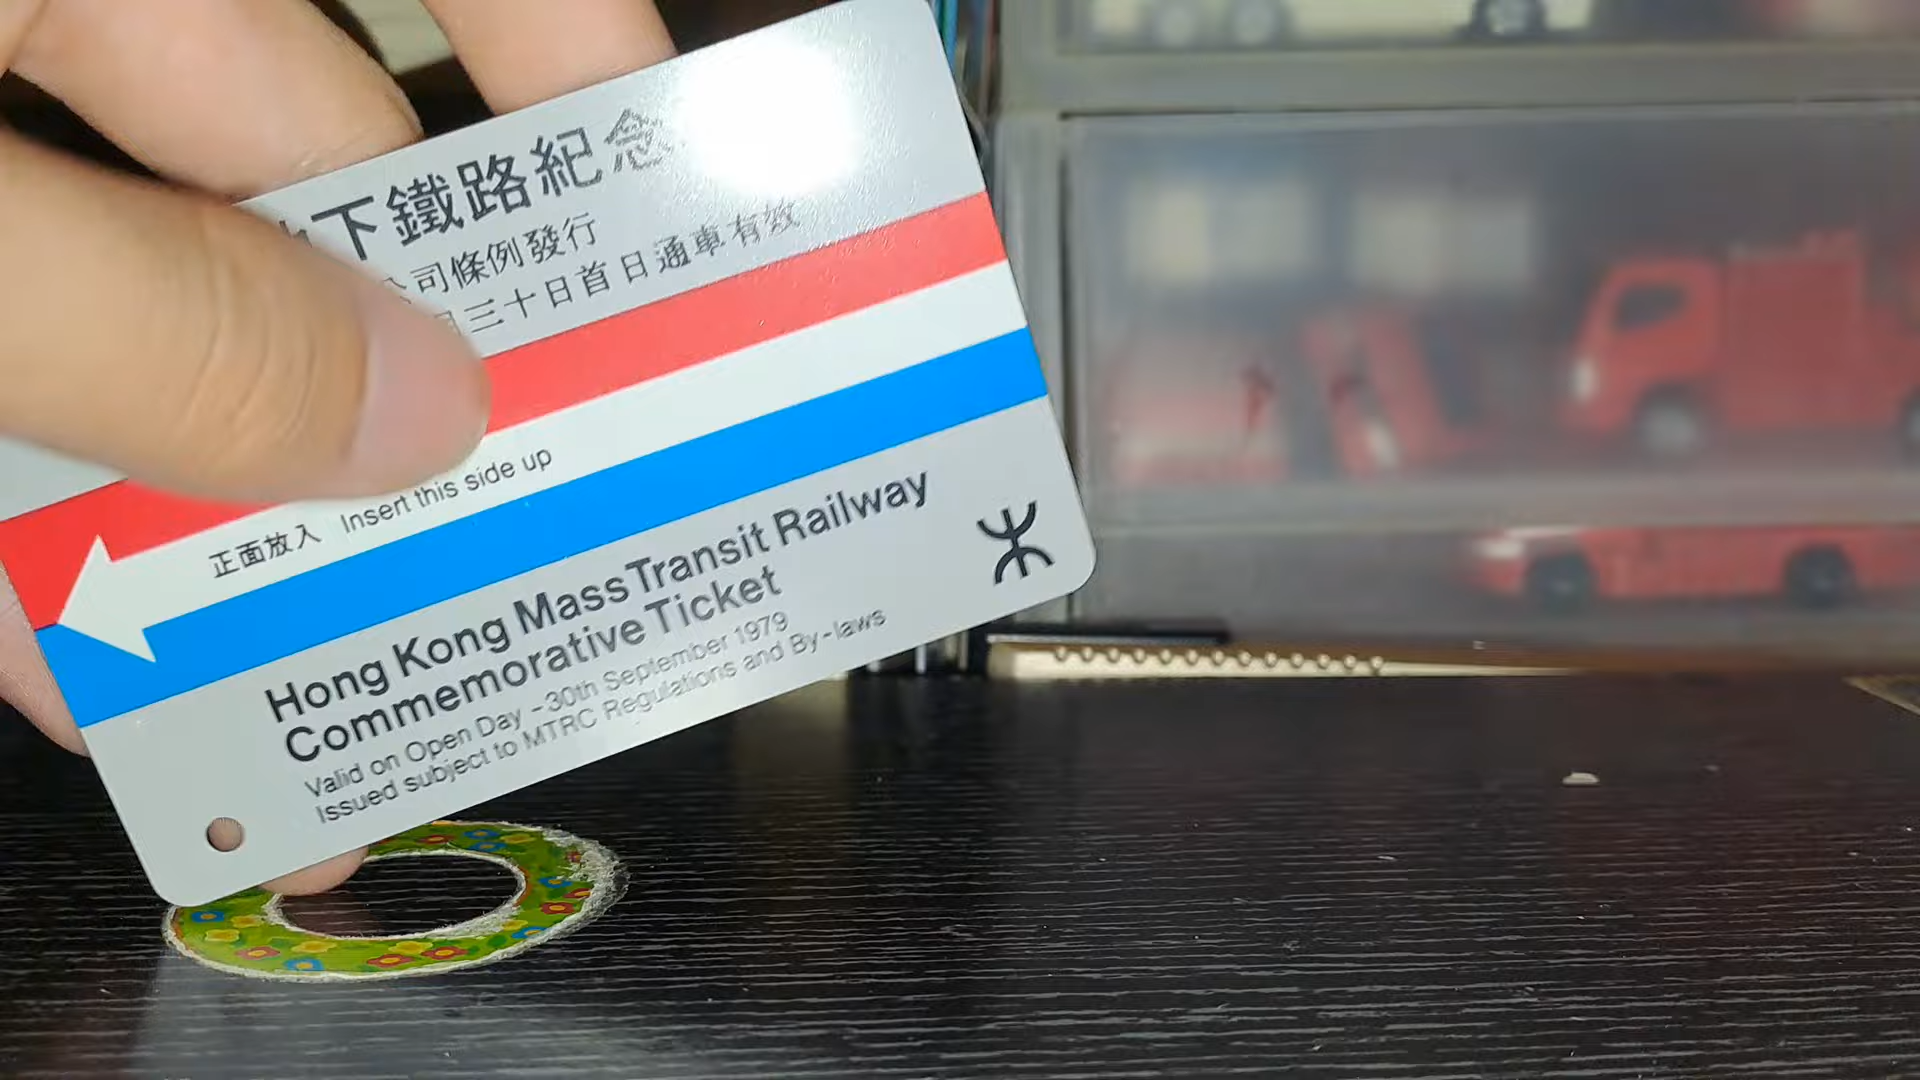 下鐵路紀念
司條例發行
三十日首日通車有效
正面放入 Insert this side up
Hong Kong Mass Transit Railway
Commemorative Ticket
Valid on Open Day - 30th September 1979
Issued subject to MTRC Regulations and By-laws